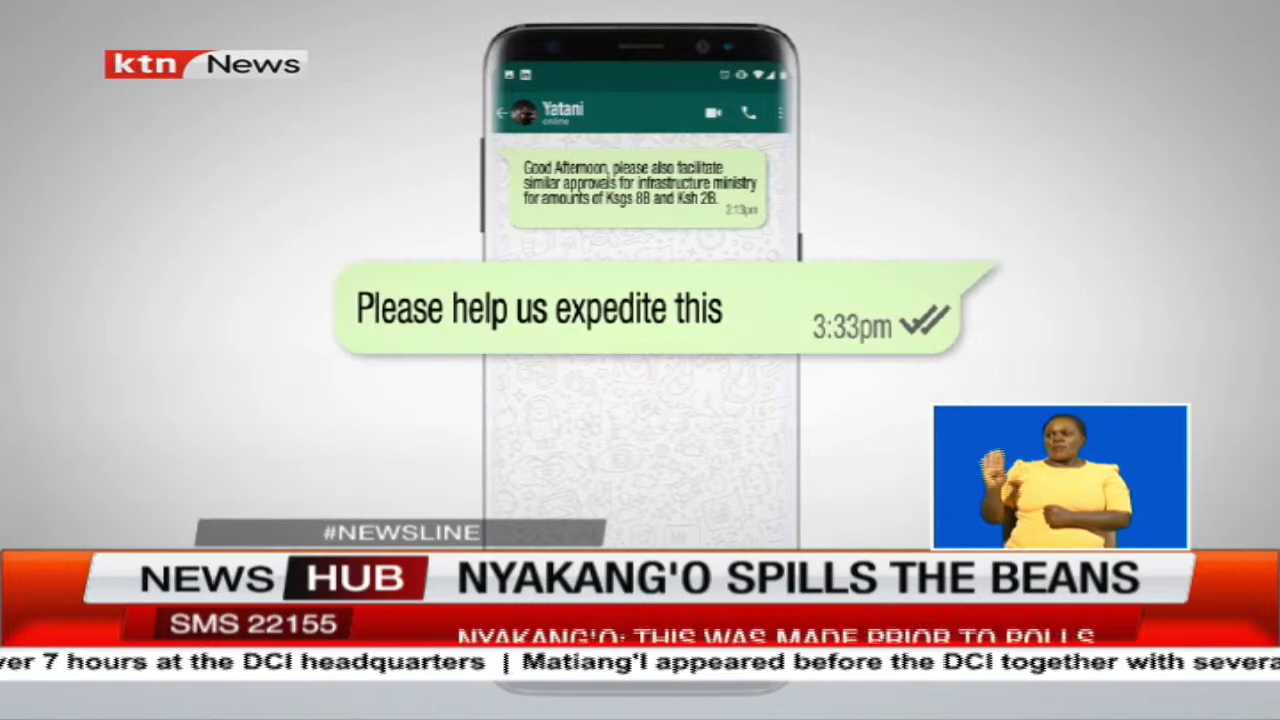 ktn News
Yatani
online
Good Afternoon, please also facilitate
similar approvals for infrastructure ministry
for amounts of Ksgs 8B and Ksh 2B.
2:13pm
Please help us expedite this
3:33pm
#NEWSLINE
NEWS HUB NYAKANG'O SPILLS THE BEANS
SMS 22155
NYAKANG'O: THIS WAS MADE PRIOR TO POLLS
ver 7 hours at the DCI headquarters | Matiang'I appeared before the DCI together with severa